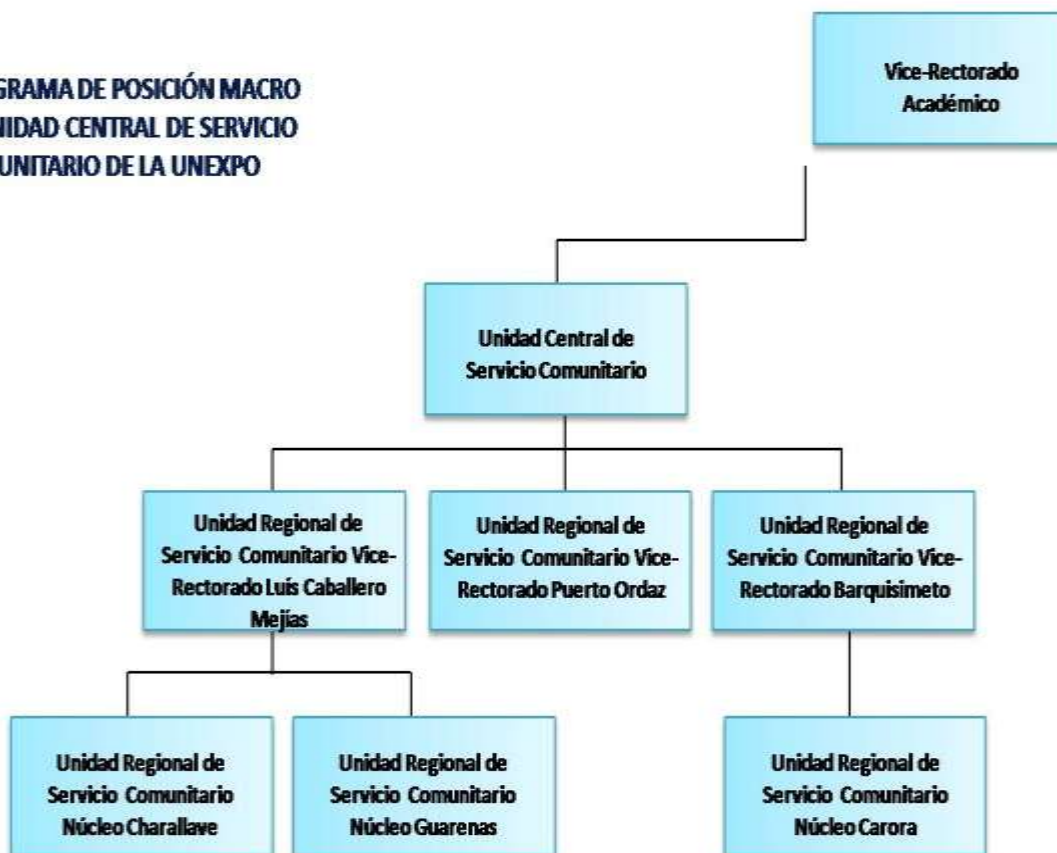 GRAMA DE POSICIÓN MACRO
NIDAD CENTRAL DE SERVICIO
UNITARIO DE LA UNEXPO
Vice-Rectorado
Académico
Unidad Central de
Servicio Comunitario
Unidad Regional de
Servicio Comunitario Vice-
Rectorado Luís Caballero
Mejías
Unidad Regional de
Servicio Comunitario Vice-
Rectorado Puerto Ordaz
Unidad Regional de
Servicio Comunitario Vice-
Rectorado Barquisimeto
Unidad Regional de
Servicio Comunitario
Núcleo Charallave
Unidad Regional de
Servicio Comunitario
Núcleo Guarenas
Unidad Regional de
Servicio Comunitario
Núcleo Carora